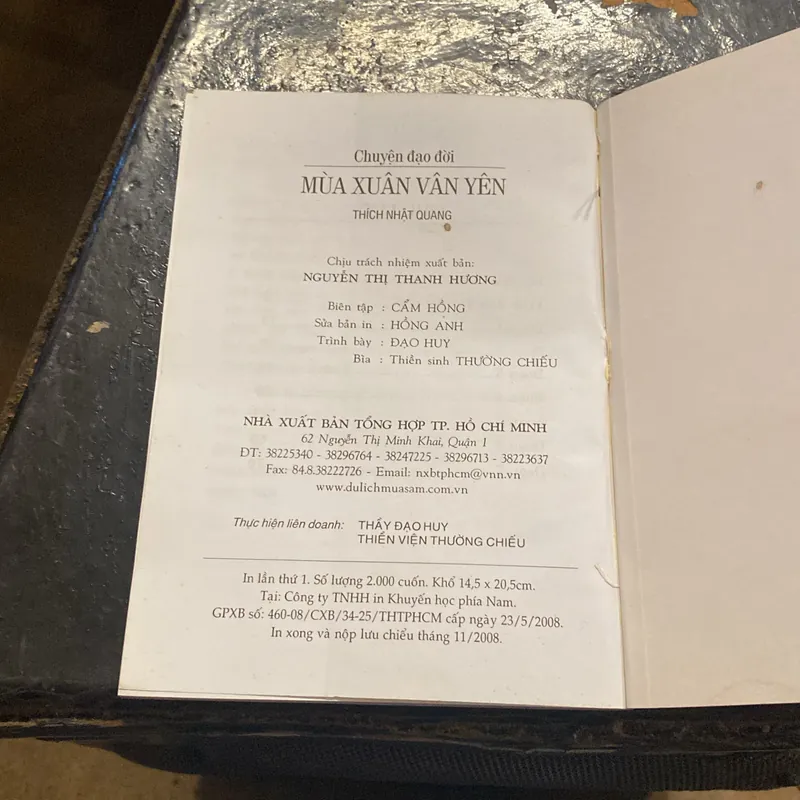 Chuyện đạo đời
MÙA XUÂN VÂN YÊN
THÍCH NHẬT QUANG
Chịu trách nhiệm xuất bản:
NGUYỄN THỊ THANH HƯƠNG
Biên tập : CẨM HỒNG
Sửa bản in : HỒNG ANH
Trình bày : ĐẠO HUY
Bìa : Thiền sinh THƯỜNG CHIẾU
NHÀ XUẤT BẢN TỔNG HỢP TP. HỒ CHÍ MINH
62 Nguyễn Thị Minh Khai, Quận 1
ĐT: 38225340 - 38296764 - 38247225 - 38296713 - 38223637
Fax: 84.8.38222726 - Email: nxbtphcm@vnn.vn
www.dulichmuasam.com.vn
Thực hiện liên doanh: THẦY ĐẠO HUY
THIỀN VIỆN THƯỜNG CHIẾU
In lần thứ 1. Số lượng 2.000 cuốn. Khổ 14,5 x 20,5cm.
Tại: Công ty TNHH in Khuyến học phía Nam.
GPXB số: 460-08/CXB/34-25/THTPHCM cấp ngày 23/5/2008.
In xong và nộp lưu chiểu tháng 11/2008.